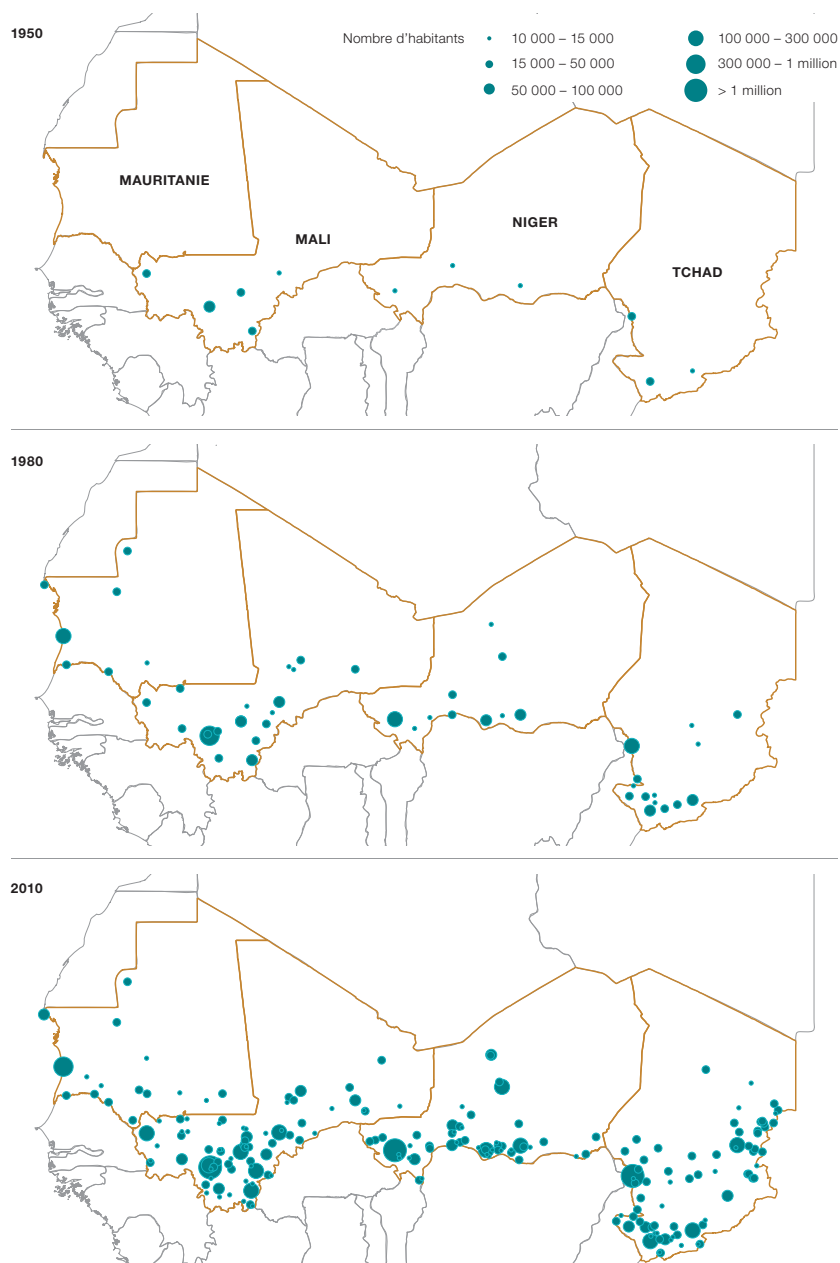 1950
Nombre d’habitants
10 000 – 15 000
15 000 – 50 000
50 000 – 100 000
100 000 – 300 000
300 000 – 1 million
> 1 million
MAURITANIE
MALI
NIGER
TCHAD
1980
2010